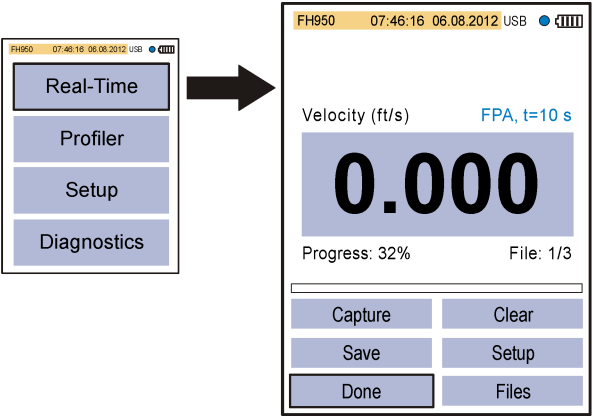 FH950 07:46:16 06.08.2012 USB
Real-Time
Profiler
Setup
Diagnostics
FH950 07:46:16 06.08.2012 USB
Velocity (ft/s) FPA, t=10 s
0.000
Progress: 32% File: 1/3
Capture Clear
Save Setup
Done Files